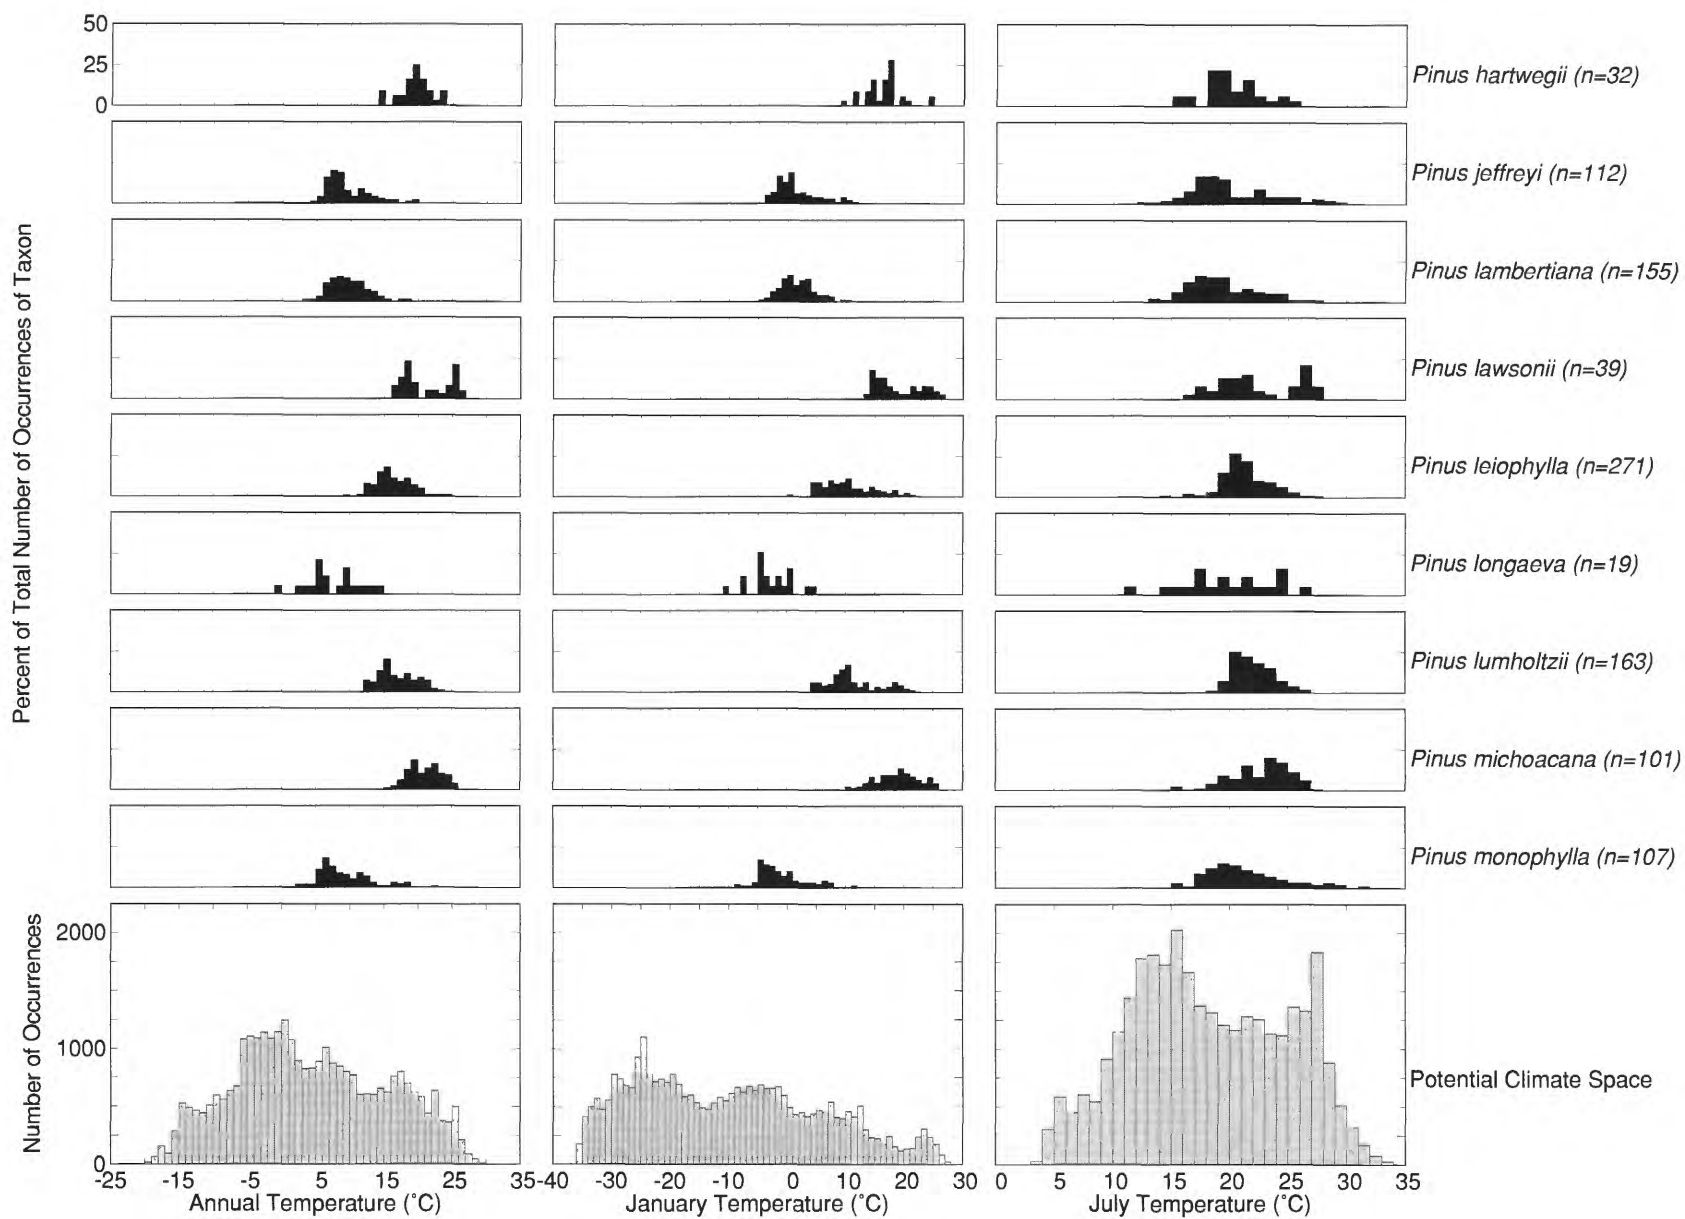 50
25
0
Pinus hartwegii (n=32)
Pinus jeffreyi (n=112)
Pinus lambertiana (n=155)
Pinus lawsonii (n=39)
Pinus leiophylla (n=271)
Pinus longaeva (n=19)
Pinus lumholtzii (n=163)
Pinus michoacana (n=101)
Pinus monophylla (n=107)
Percent of Total Number of Occurrences of Taxon
Number of Occurrences
2000
1000
0
Potential Climate Space
-25 -15 -5 5 15 25 35
Annual Temperature (˚C)
-40 -30 -20 -10 0 10 20 30
January Temperature (˚C)
0 5 10 15 20 25 30 35
July Temperature (˚C)